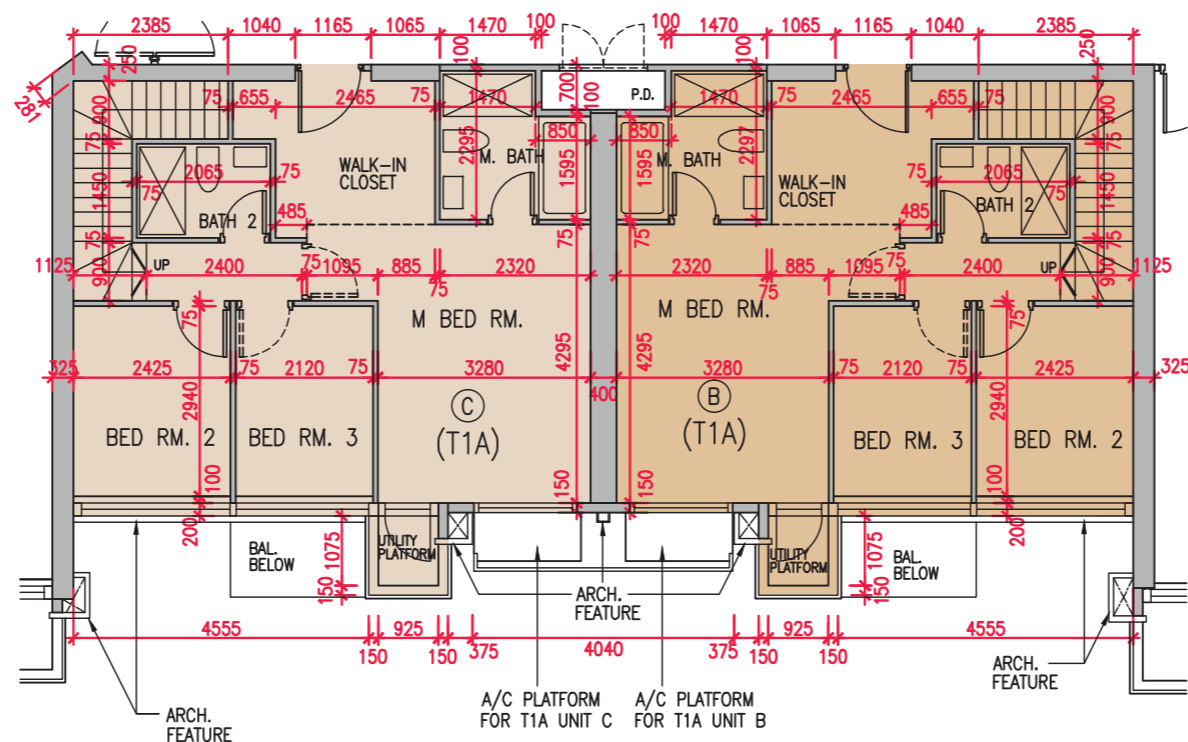 2385 1040 1165 1065 1470 100 100 1470 1065 1165 1040 2385
250 100 100 250
281
900 75 655 2465 75 1470 700 100 P.D. 1470 75 2465 655 75 900
75 2295 850 850 2297 75
M. BATH M. BATH
1595 1595
WALK-IN
CLOSET
WALK-IN
CLOSET
2065 75 75 2065
75 75
1450 1450
BATH 2 BATH 2
485 485
75 75 75 75
UP UP
1125 2400 75 1095 885 2320 2320 885 1095 75 2400 1125
900 75 75 900
75 75
M BED RM. M BED RM.
4295 4295
325 2425 75 2120 75 3280 400 3280 75 2120 75 2425 325
2940 2940
C B
(T1A) (T1A)
BED RM. 2 BED RM. 3 BED RM. 3 BED RM. 2
100 150 150 100
200 200
BAL.
BELOW
UTILITY
PLATFORM
UTILITY
PLATFORM
BAL.
BELOW
1075 1075
150 150
ARCH.
FEATURE
4555 925 4040 925 4555
150 150 375 375 150 150
ARCH.
FEATURE
A/C PLATFORM
FOR T1A UNIT C
A/C PLATFORM
FOR T1A UNIT B
ARCH.
FEATURE